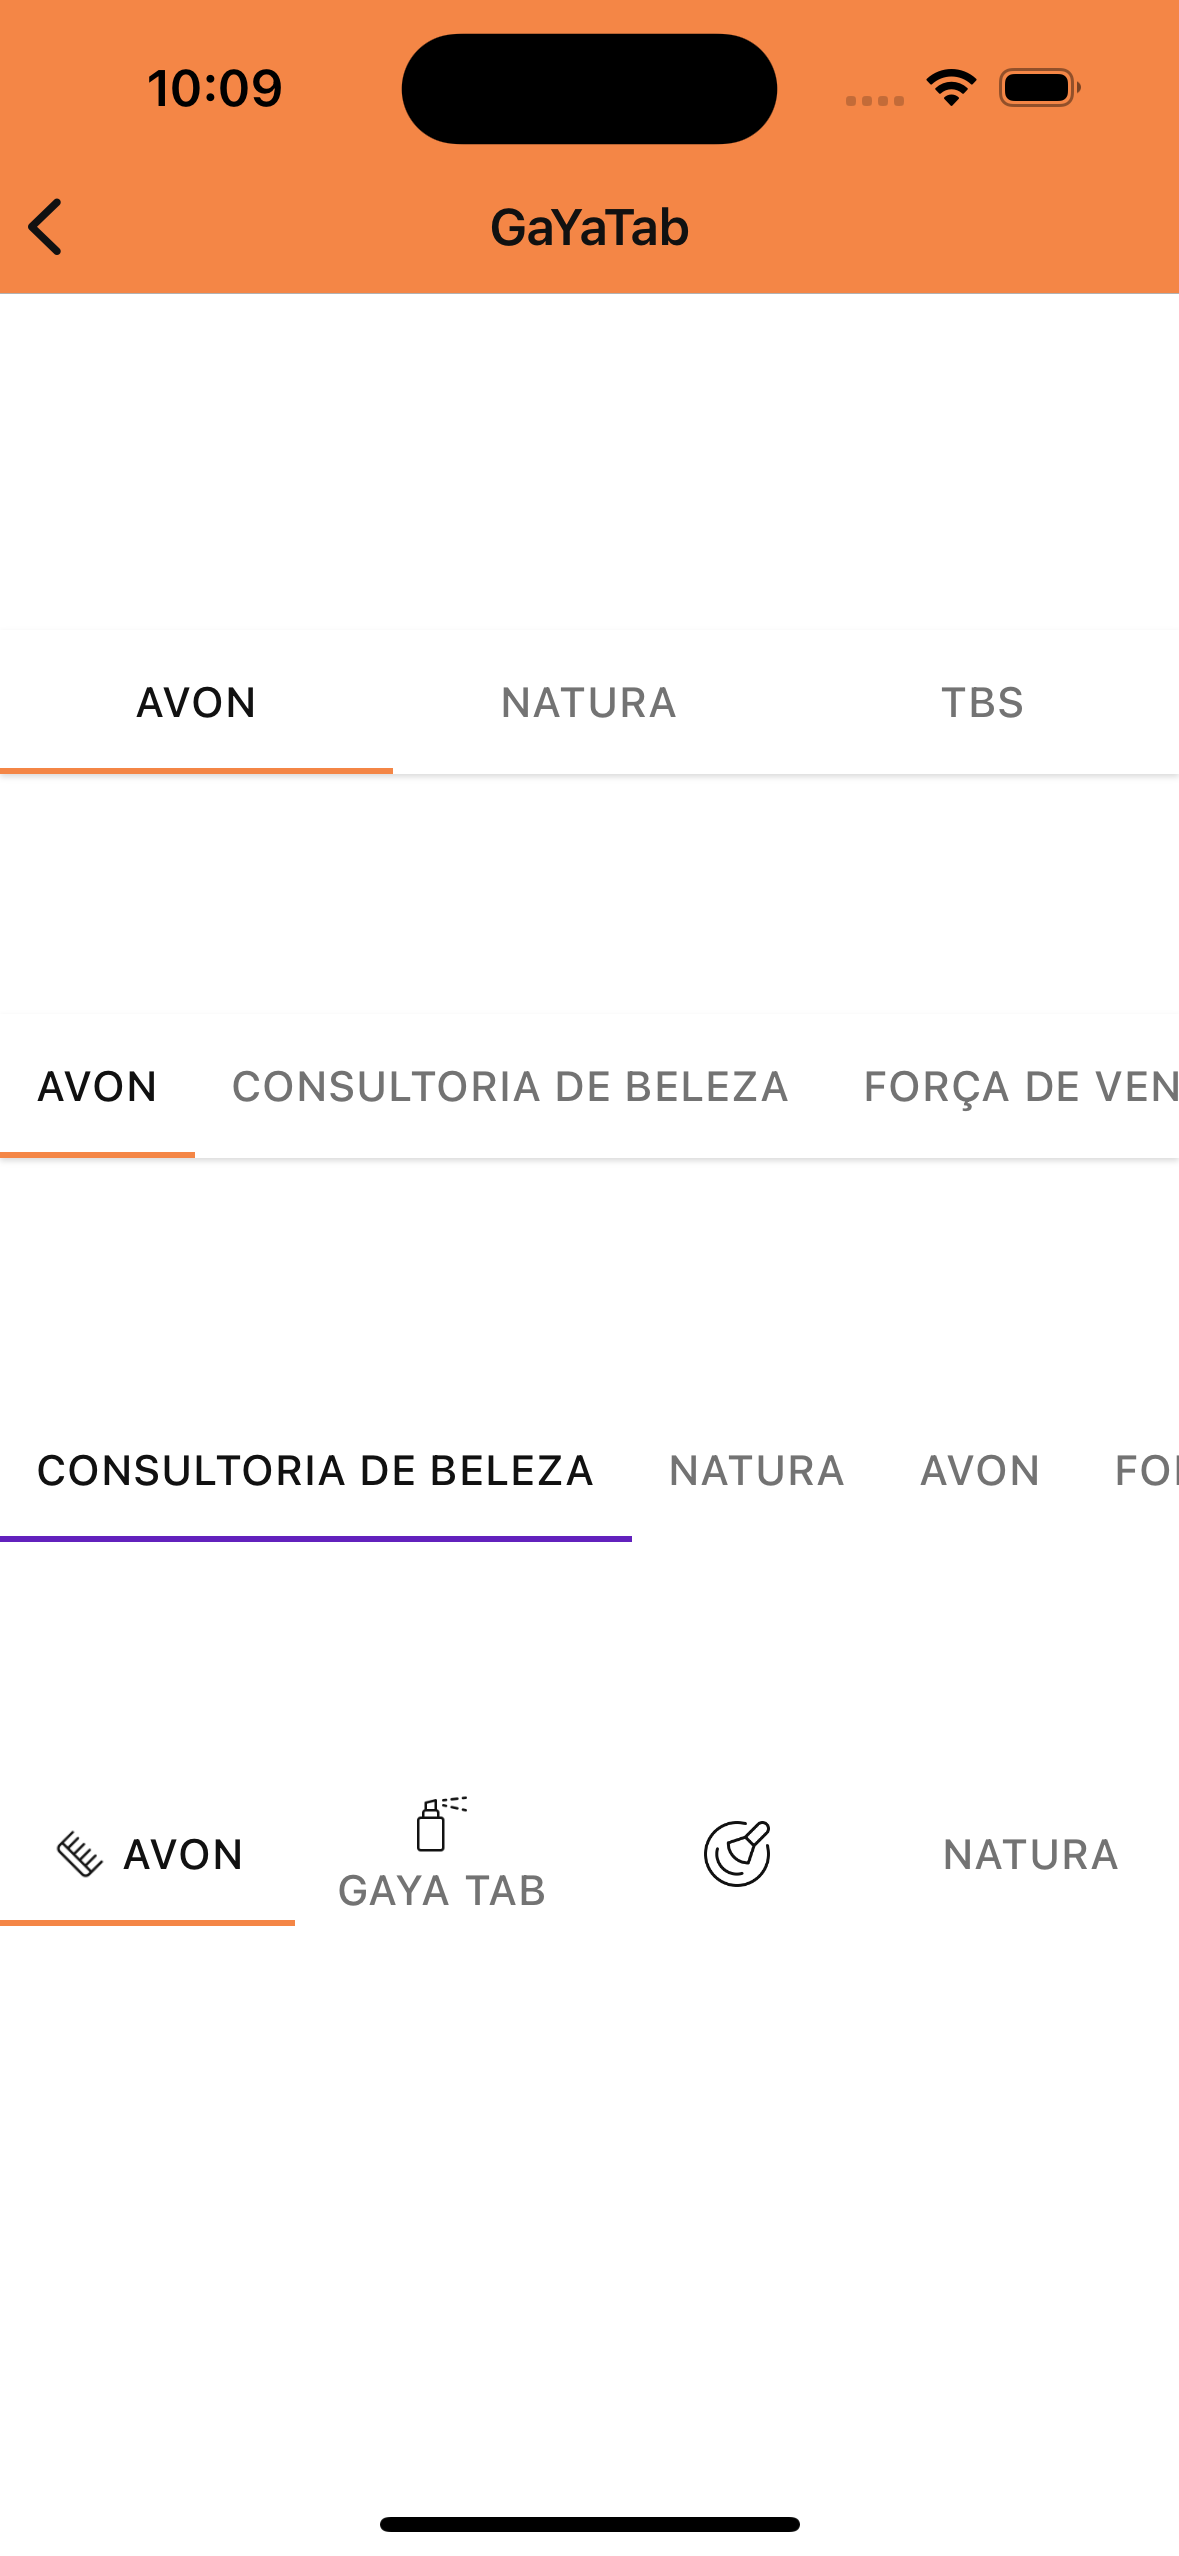 10:09
GaYaTab
AVON NATURA TBS
AVON CONSULTORIA DE BELEZA FORÇA DE VEN
CONSULTORIA DE BELEZA NATURA AVON FO
AVON GAYA TAB NATURA